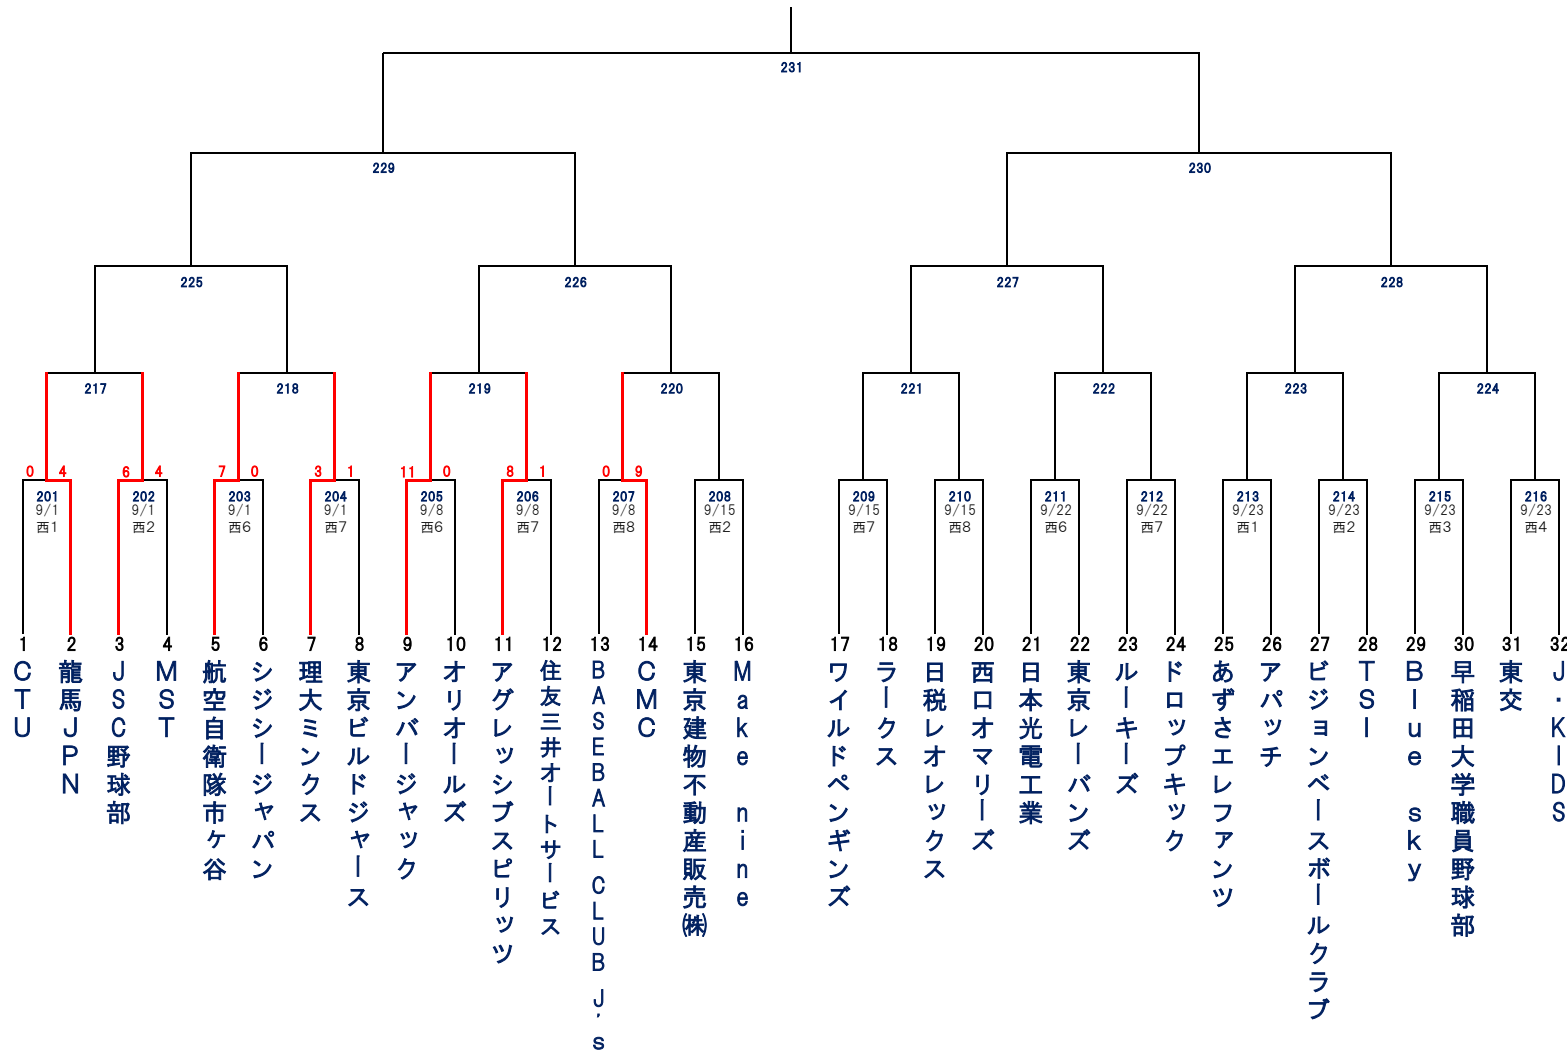 231
229
230
225
226
227
228
217
218
219
220
221
222
223
224
0 4
6 4
7 0
3 1
11 0
8 1
0 9
201
9/1
西1
202
9/1
西2
203
9/1
西6
204
9/1
西7
205
9/8
西6
206
9/8
西7
207
9/8
西8
208
9/15
西2
209
9/15
西7
210
9/15
西8
211
9/22
西6
212
9/22
西7
213
9/23
西1
214
9/23
西2
215
9/23
西3
216
9/23
西4
1
CTU
2
龍馬JPN
3
JSC野球部
4
MST
5
航空自衛隊市ヶ谷
6
シジシージャパン
7
理大ミンクス
8
東京ビルドジャース
9
アンバージャック
10
オリオールズ
11
アグレッシブスピリッツ
12
住友三井オートサービス
13
BASEBALL CLUB J's
14
CMC
15
東京建物不動産販売㈱
16
Make nine
17
ワイルドペンギンズ
18
ラークス
19
日税レオレックス
20
西口オマリーズ
21
日本光電工業
22
東京レーバンズ
23
ルーキーズ
24
ドロップキック
25
あずさエレファンツ
26
アパッチ
27
ビジョンベースボールクラブ
28
TSI
29
Blue sky
30
早稲田大学職員野球部
31
東交
32
J・KIDS